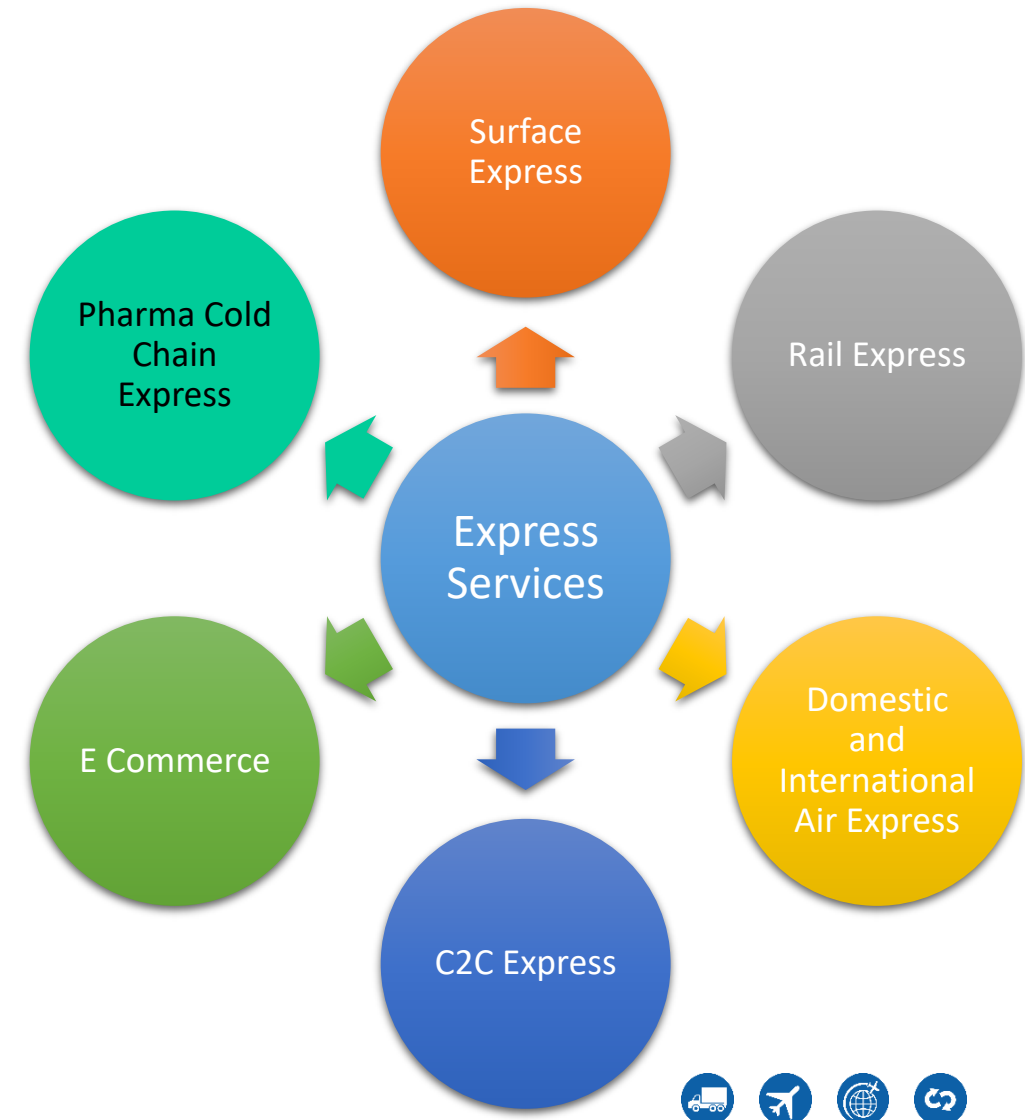 Surface
Express
Pharma Cold
Chain
Express
Rail Express
Express
Services
E Commerce
Domestic
and
International
Air Express
C2C Express